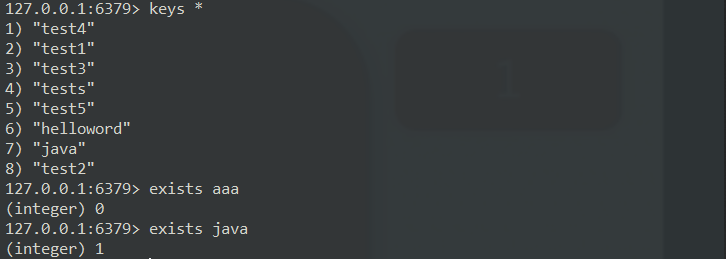 127.0.0.1:6379> keys *
1) "test4"
2) "test1"
3) "test3"
4) "tests"
5) "test5"
6) "helloword"
7) "java"
8) "test2"
127.0.0.1:6379> exists aaa
(integer) 0
127.0.0.1:6379> exists java
(integer) 1